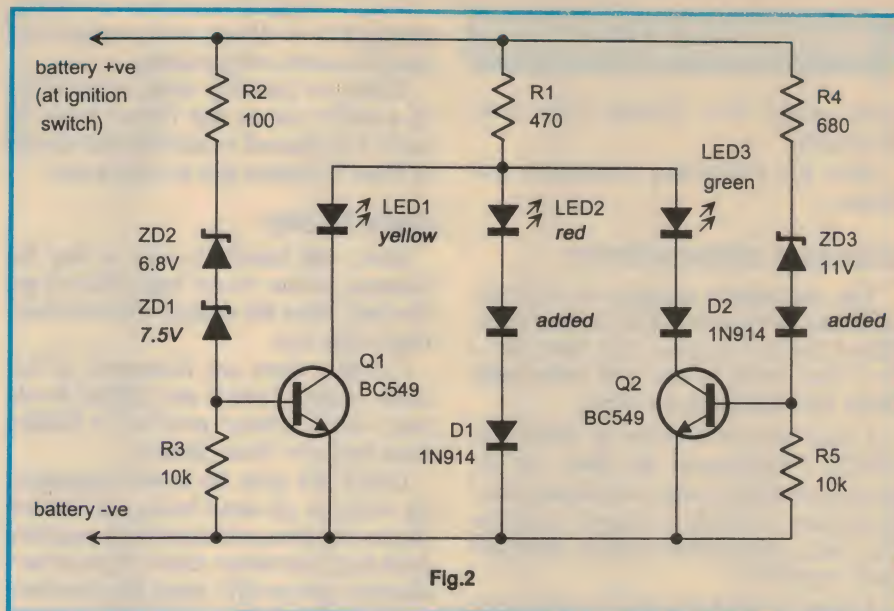 battery +ve
(at ignition
switch)
R2
100
R1
470
R4
680
LED3
green
LED1
yellow
LED2
red
ZD2
6.8V
ZD3
11V
ZD1
7.5V
added
D2
1N914
added
Q1
BC549
Q2
BC549
D1
1N914
R3
10k
R5
10k
battery -ve
Fig.2